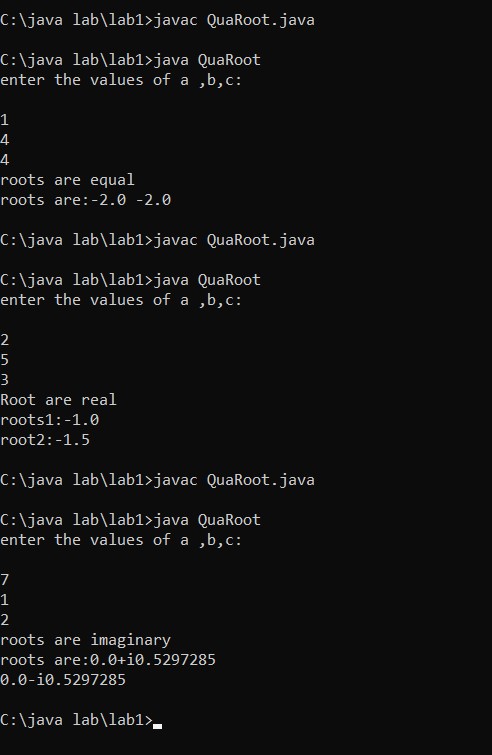 C:\java lab\lab1>javac QuaRoot.java
C:\java lab\lab1>java QuaRoot
enter the values of a ,b,c:
1
4
4
roots are equal
roots are:-2.0 -2.0
C:\java lab\lab1>javac QuaRoot.java
C:\java lab\lab1>java QuaRoot
enter the values of a ,b,c:
2
5
3
Root are real
roots1:-1.0
root2:-1.5
C:\java lab\lab1>javac QuaRoot.java
C:\java lab\lab1>java QuaRoot
enter the values of a ,b,c:
7
1
2
roots are imaginary
roots are:0.0+i0.5297285
0.0-i0.5297285
C:\java lab\lab1>